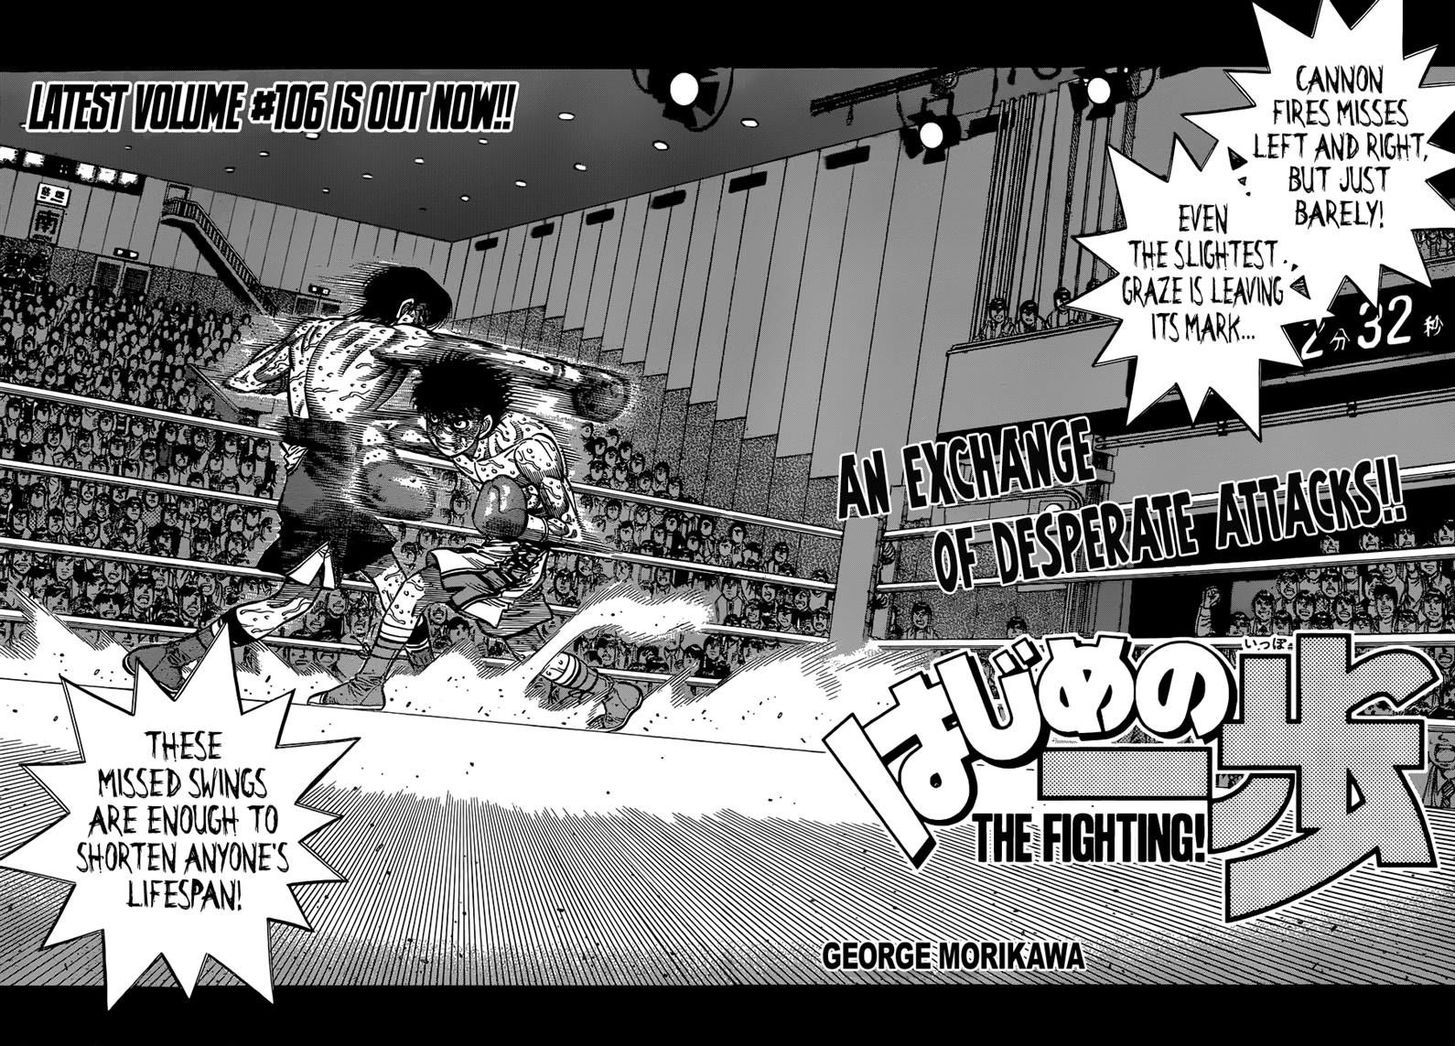 LATEST VOLUME #106 IS OUT NOW!!
CANNON
FIRES MISSES
LEFT AND RIGHT,
BUT JUST
BARELY!
EVEN
THE SLIGHTEST
GRAZE IS LEAVING
ITS MARK...
2分32秒
南
AN EXCHANGE
OF DESPERATE ATTACKS!!
いっぽ
はじめの一歩
THE FIGHTING!
THESE
MISSED SWINGS
ARE ENOUGH TO
SHORTEN ANYONE'S
LIFESPAN!
GEORGE MORIKAWA